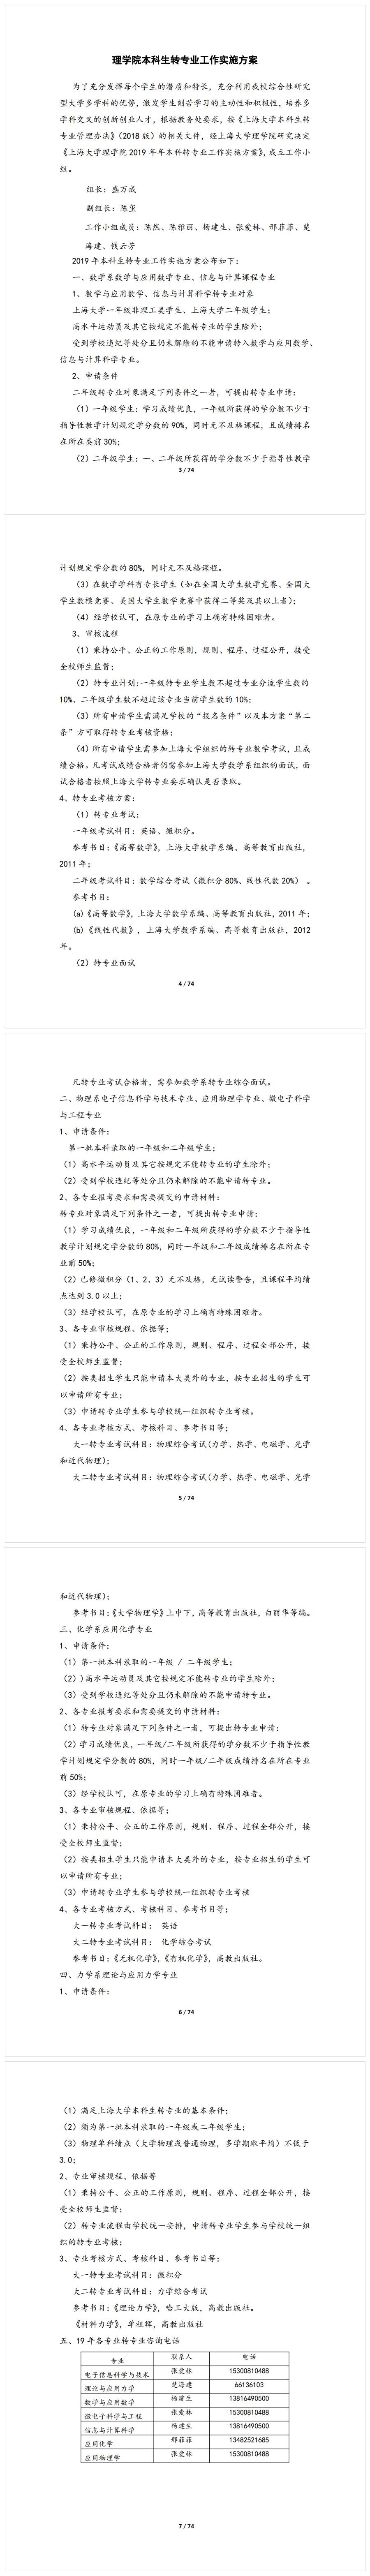 理学院本科生转专业工作实施方案
为了充分发挥每个学生的潜质和特长，充分利用我校综合性研究
型大学多学科的优势，激发学生刻苦学习的主动性和积极性，培养多
学科交叉的创新创业人才，根据教务处要求，按《上海大学本科生转
专业管理办法》（2018 版）的相关文件，经上海大学理学院研究决定
《上海大学理学院 2019 年年本科转专业工作实施方案》，成立工作小
组。
组长：盛万成
副组长：陈玺
工作小组成员：陈然、陈雅丽、杨建生、张爱林、邢菲菲、楚
海建、钱云芳
2019 年本科生转专业工作实施方案公布如下：
一、数学系数学与应用数学专业、信息与计算课程专业
1、数学与应用数学、信息与计算科学转专业对象
上海大学一年级非理工类学生、上海大学二年级学生；
高水平运动员及其它按规定不能转专业的学生除外；
受到学校违纪等处分且仍未解除的不能申请转入数学与应用数学、
信息与计算科学专业。
2、申请条件
二年级转专业对象满足下列条件之一者，可提出转专业申请：
（1）一年级学生：学习成绩优良，一年级所获得的学分数不少于
指导性教学计划规定学分数的 90%，同时无不及格课程，且成绩排名
在所在类前 30%；
（2）二年级学生：一、二年级所获得的学分数不少于指导性教学
3 / 74
计划规定学分数的 80%，同时无不及格课程。
（3）在数学学科有专长学生（如在全国大学生数学竞赛、全国大
学生数模竞赛、美国大学生数学竞赛中获得二等奖及其以上者）；
（4）经学校认可，在原专业的学习上确有特殊困难者。
3、审核流程
（1）秉持公平、公正的工作原则，规则、程序、过程公开，接受
全校师生监督；
（2）转专业计划：一年级转专业学生数不超过专业分流学生数的
10%、二年级学生数不超过该专业当前学生数的 10%；
（3）所有申请学生需满足学校的“报名条件”以及本方案“第二
条”方可取得转专业考核资格；
（4）所有申请学生需参加上海大学组织的转专业数学考试，且成
绩合格。凡考试成绩合格者仍需参加上海大学数学系组织的面试，面
试合格者按照上海大学转专业要求确认是否录取。
4、转专业考核方案：
（1）转专业考试：
一年级考试科目：英语、微积分。
参考书目：《高等数学》，上海大学数学系编、高等教育出版社，
2011 年；
二年级考试科目：数学综合考试（微积分 80%、线性代数 20%） 。
参考书目：
(a)《高等数学》，上海大学数学系编、高等教育出版社，2011 年；
(b)《线性代数》，上海大学数学系编、高等教育出版社，2012
年。
（2）转专业面试
4 / 74
凡转专业考试合格者，需参加数学系转专业综合面试。
二、物理系电子信息科学与技术专业、应用物理学专业、微电子科学
与工程专业
1、申请条件：
第一批本科录取的一年级和二年级学生；
（1）高水平运动员及其它按规定不能转专业的学生除外；
（2）受到学校违纪等处分且仍未解除的不能申请转专业。
2、各专业报考要求和需要提交的申请材料：
转专业对象满足下列条件之一者，可提出转专业申请：
（1）学习成绩优良，一年级和二年级所获得的学分数不少于指导性
教学计划规定学分数的 80%，同时一年级和二年级成绩排名在所在专
业前 50%；
（2）已修微积分（1、2、3）无不及格，无试读警告，且课程平均绩
点达到 3.0 以上；
（3）经学校认可，在原专业的学习上确有特殊困难者。
3、各专业审核规程、依据等；
（1）秉持公平、公正的工作原则，规则、程序、过程全部公开，接
受全校师生监督；
（2）按类招生学生只能申请本大类外的专业，按专业招生的学生可
以申请所有专业；
（3）申请转专业学生参与学校统一组织转专业考核。
4、各专业考核方式、考核科目、参考书目等；
大一转专业考试科目：物理综合考试(力学、热学、电磁学、光学
和近代物理)；
大二转专业考试科目：物理综合考试(力学、热学、电磁学、光学
5 / 74
和近代物理)；
参考书目：《大学物理学》上中下，高等教育出版社，白丽华等编。
三、化学系应用化学专业
1、申请条件：
（1）第一批本科录取的一年级 / 二年级学生；
（2）)高水平运动员及其它按规定不能转专业的学生除外；
（3）受到学校违纪等处分且仍未解除的不能申请转专业。
2、各专业报考要求和需要提交的申请材料：
（1）转专业对象满足下列条件之一者，可提出转专业申请：
（2）学习成绩优良，一年级/二年级所获得的学分数不少于指导性教
学计划规定学分数的 80%，同时一年级/二年级成绩排名在所在专业
前 50%；
（3）经学校认可，在原专业的学习上确有特殊困难者。
3、各专业审核规程、依据等；
（1）秉持公平、公正的工作原则，规则、程序、过程全部公开，接
受全校师生监督；
（2）按类招生学生只能申请本大类外的专业，按专业招生的学生可
以申请所有专业；
（3）申请转专业学生参与学校统一组织转专业考核
4、各专业考核方式、考核科目、参考书目等；
大一转专业考试科目： 英语
大二转专业考试科目： 化学综合考试
参考书目：《无机化学》，《有机化学》，高教出版社。
四、力学系理论与应用力学专业
1、申请条件：
6 / 74
（1）满足上海大学本科生转专业的基本条件；
（2）须为第一批本科录取的一年级或二年级学生；
（3）物理单科绩点（大学物理或普通物理，多学期取平均）不低于
3.0；
2、专业审核规程、依据等
（1）秉持公平、公正的工作原则，规则、程序、过程全部公开，接
受全校师生监督；
（2）转专业流程由学校统一安排，申请转专业学生参与学校统一组
织的转专业考核；
3、专业考核方式、考核科目、参考书目等：
大一转专业考试科目：微积分
大二转专业考试科目：力学综合考试
参考书目：《理论力学》，哈工大版，高教出版社。
《材料力学》，单祖辉，高教出版社
五、19 年各专业转专业咨询电话
专业 联系人 电话
电子信息科学与技术 张爱林 15300810488
理论与应用力学 楚海建 66136103
数学与应用数学 杨建生 13816490500
微电子科学与工程 张爱林 15300810488
信息与计算科学 杨建生 13816490500
应用化学 邢菲菲 13482521685
应用物理学 张爱林 15300810488
7 / 74